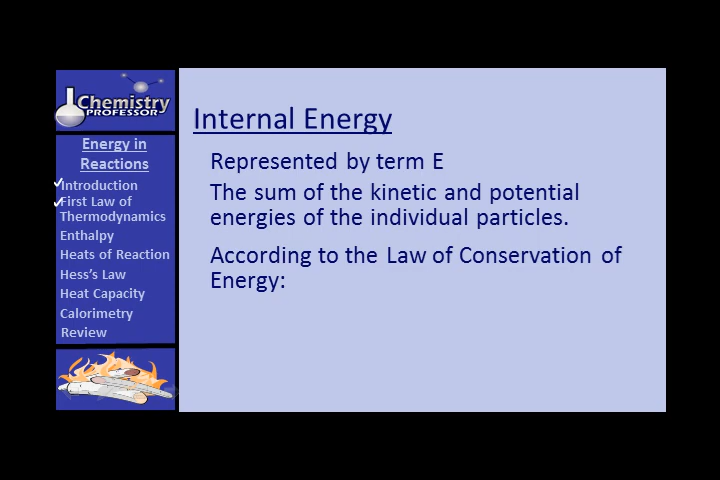 Chemistry
PROFESSOR
Energy in
Reactions
Introduction
First Law of
Thermodynamics
Enthalpy
Heats of Reaction
Hess's Law
Heat Capacity
Calorimetry
Review
Internal Energy
Represented by term E
The sum of the kinetic and potential
energies of the individual particles.
According to the Law of Conservation of
Energy: